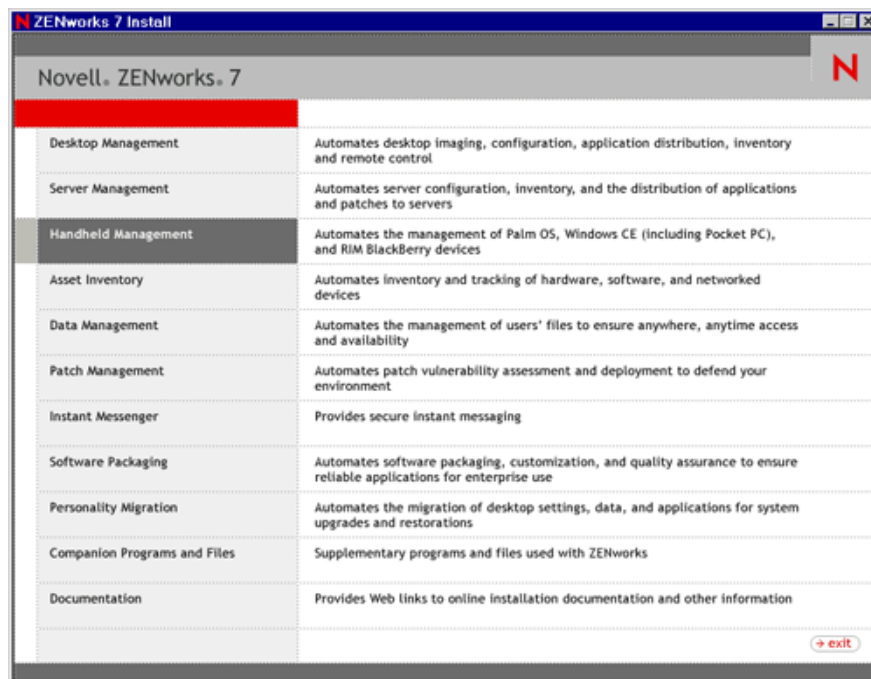 N ZENworks 7 Install
Novell® ZENworks® 7
N
Desktop Management
Automates desktop imaging, configuration, application distribution, inventory
and remote control
Server Management
Automates server configuration, inventory, and the distribution of applications
and patches to servers
Handheld Management
Automates the management of Palm OS, Windows CE (including Pocket PC),
and RIM BlackBerry devices
Asset Inventory
Automates inventory and tracking of hardware, software, and networked
devices
Data Management
Automates the management of users' files to ensure anywhere, anytime access
and availability
Patch Management
Automates patch vulnerability assessment and deployment to defend your
environment
Instant Messenger
Provides secure instant messaging
Software Packaging
Automates software packaging, customization, and quality assurance to ensure
reliable applications for enterprise use
Personality Migration
Automates the migration of desktop settings, data, and applications for system
upgrades and restorations
Companion Programs and Files
Supplementary programs and files used with ZENworks
Documentation
Provides Web links to online installation documentation and other information
exit